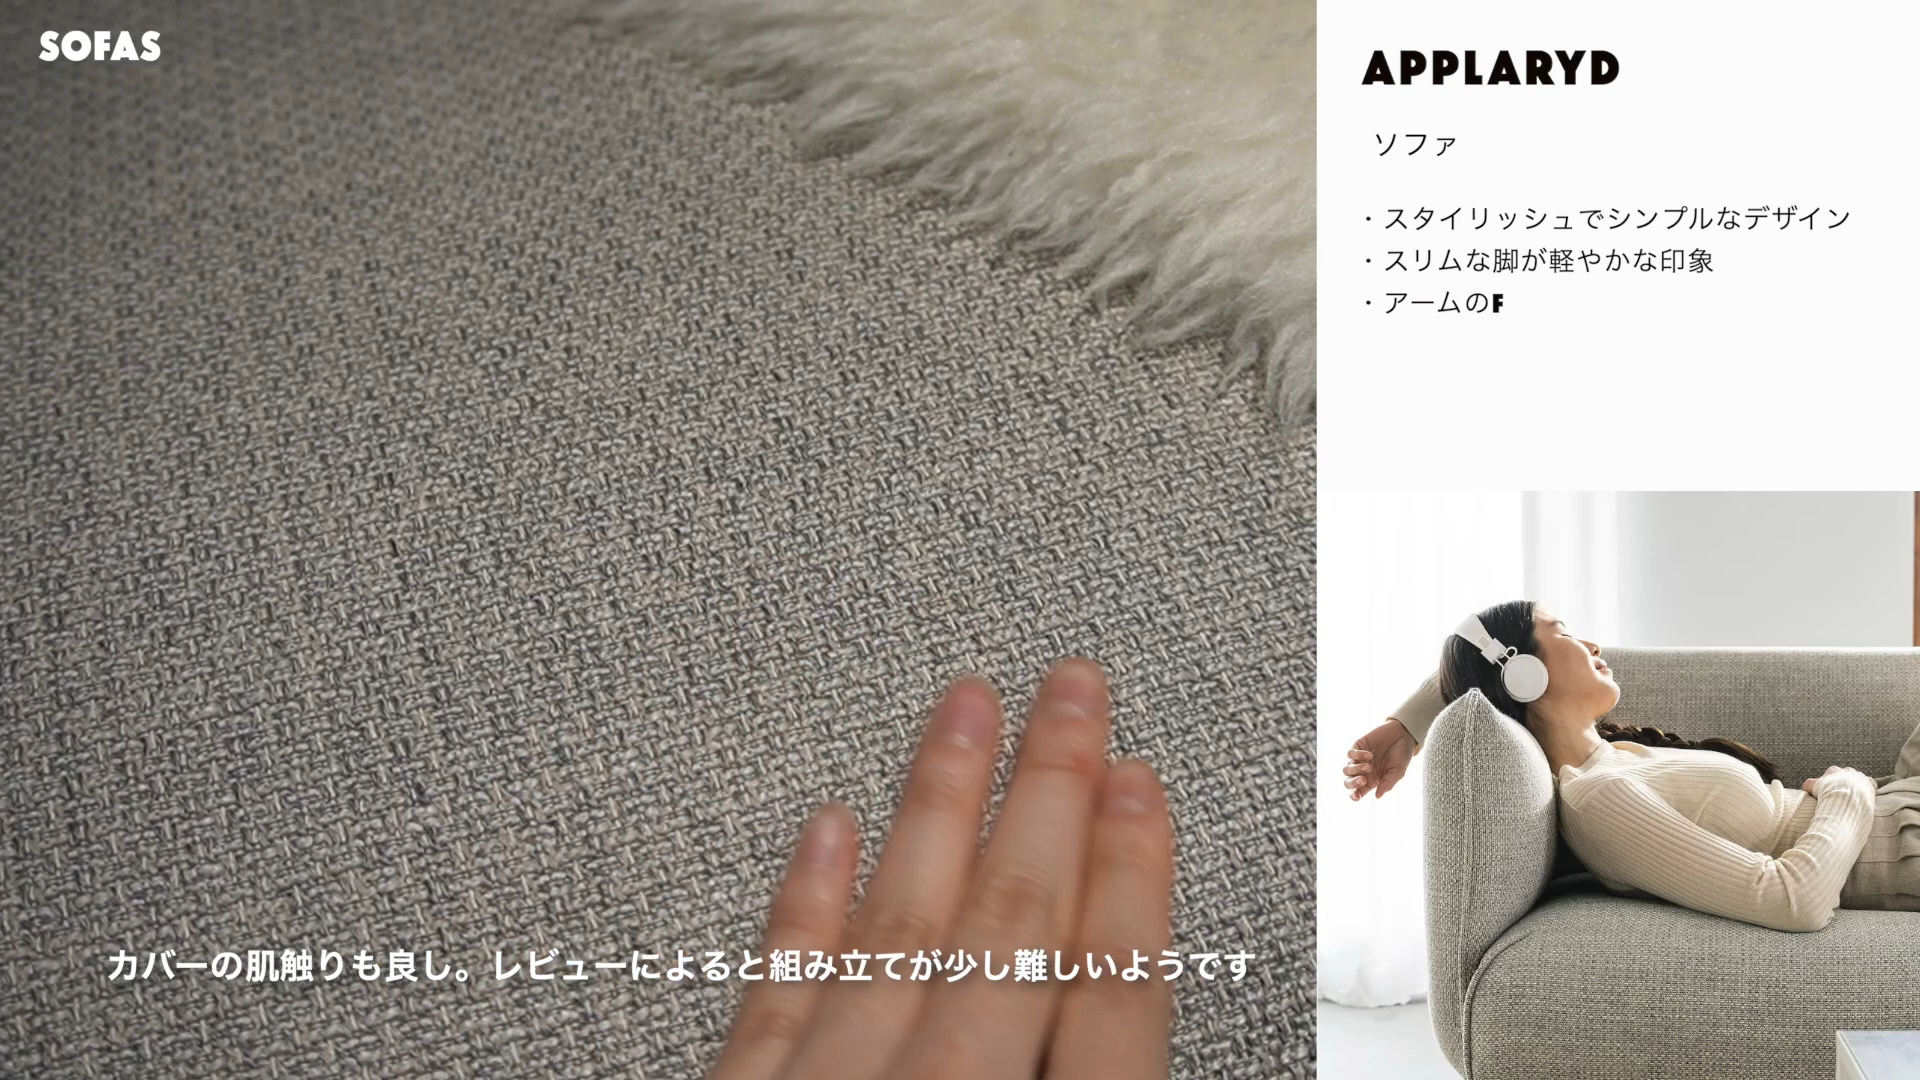 SOFAS
APPLARYD
ソファ
・スタイリッシュでシンプルなデザイン
・スリムな脚が軽やかな印象
・アームのF
カバーの肌触りも良し。レビューによると組み立てが少し難しいようです